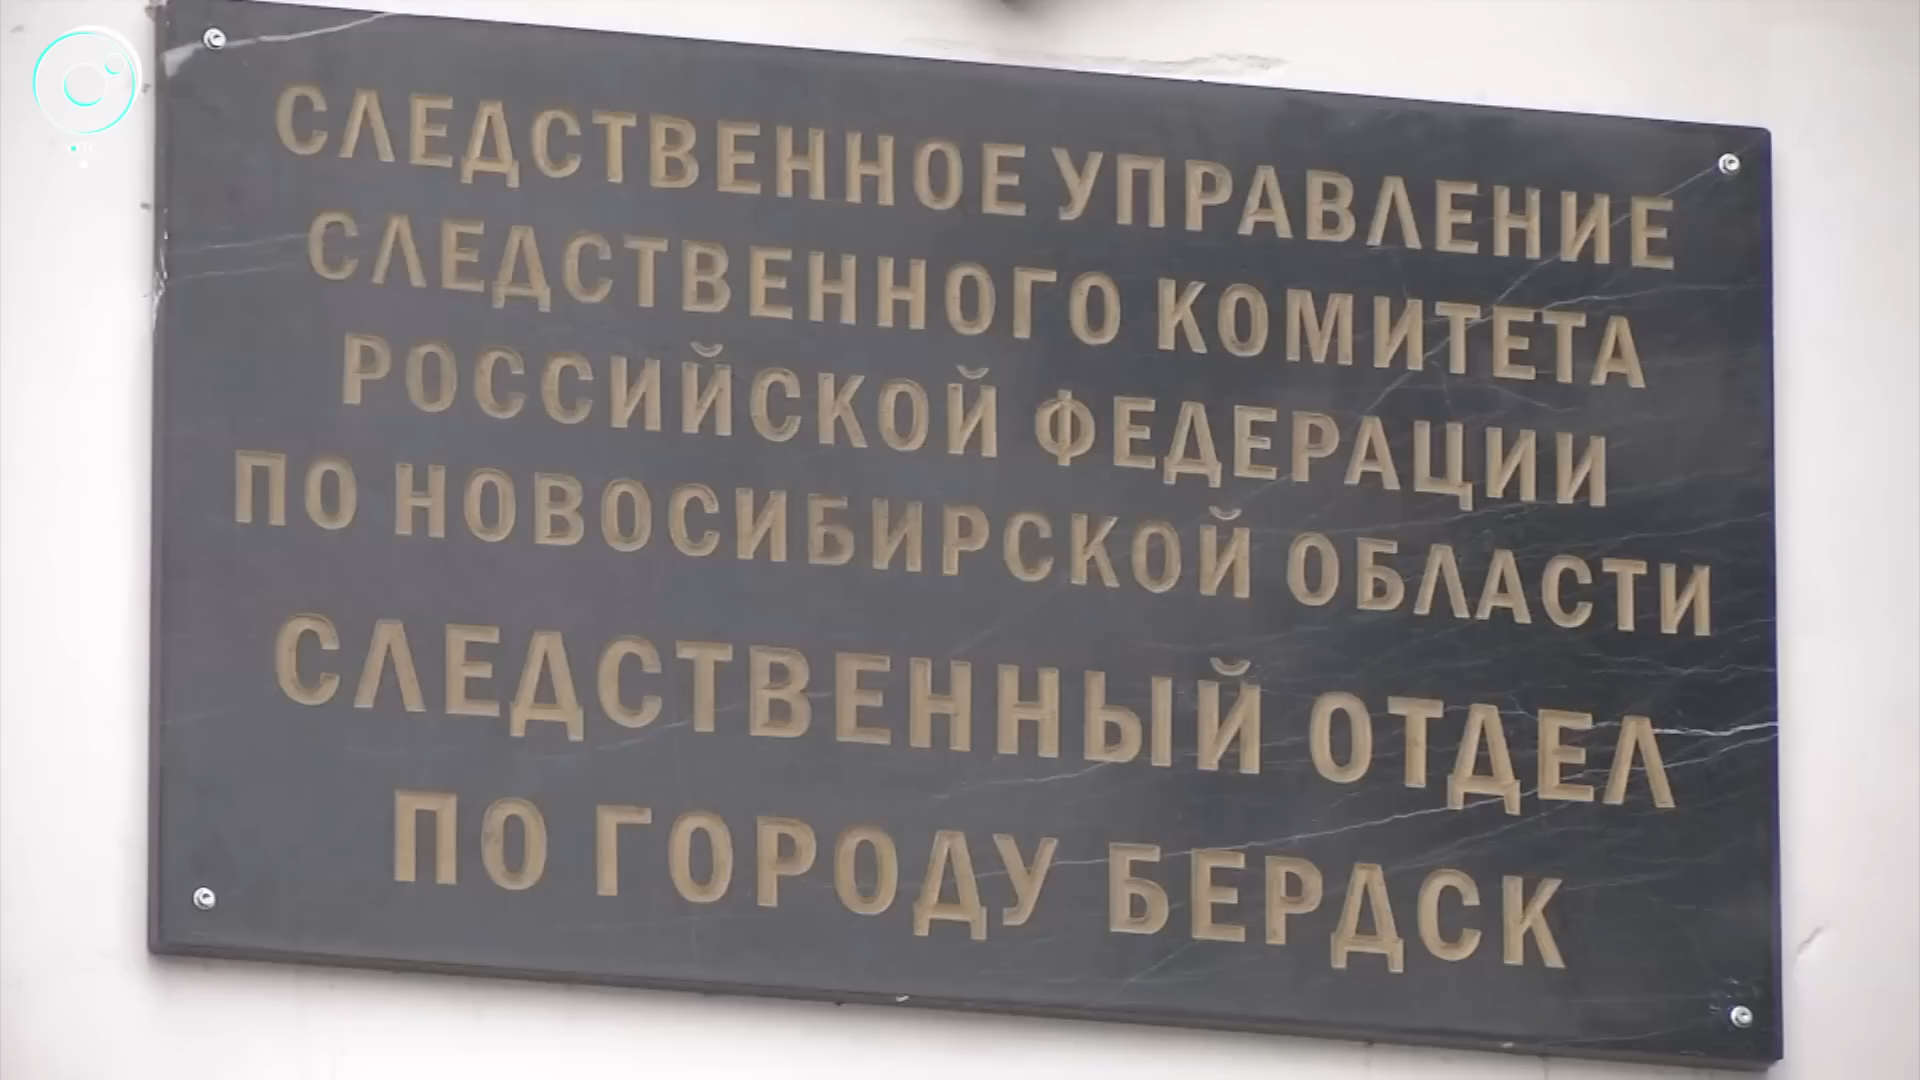 СЛЕДСТВЕННОЕ УПРАВЛЕНИЕ
СЛЕДСТВЕННОГО КОМИТЕТА
РОССИЙСКОЙ ФЕДЕРАЦИИ
ПО НОВОСИБИРСКОЙ ОБЛАСТИ
СЛЕДСТВЕННЫЙ ОТДЕЛ
ПО ГОРОДУ БЕРДСК